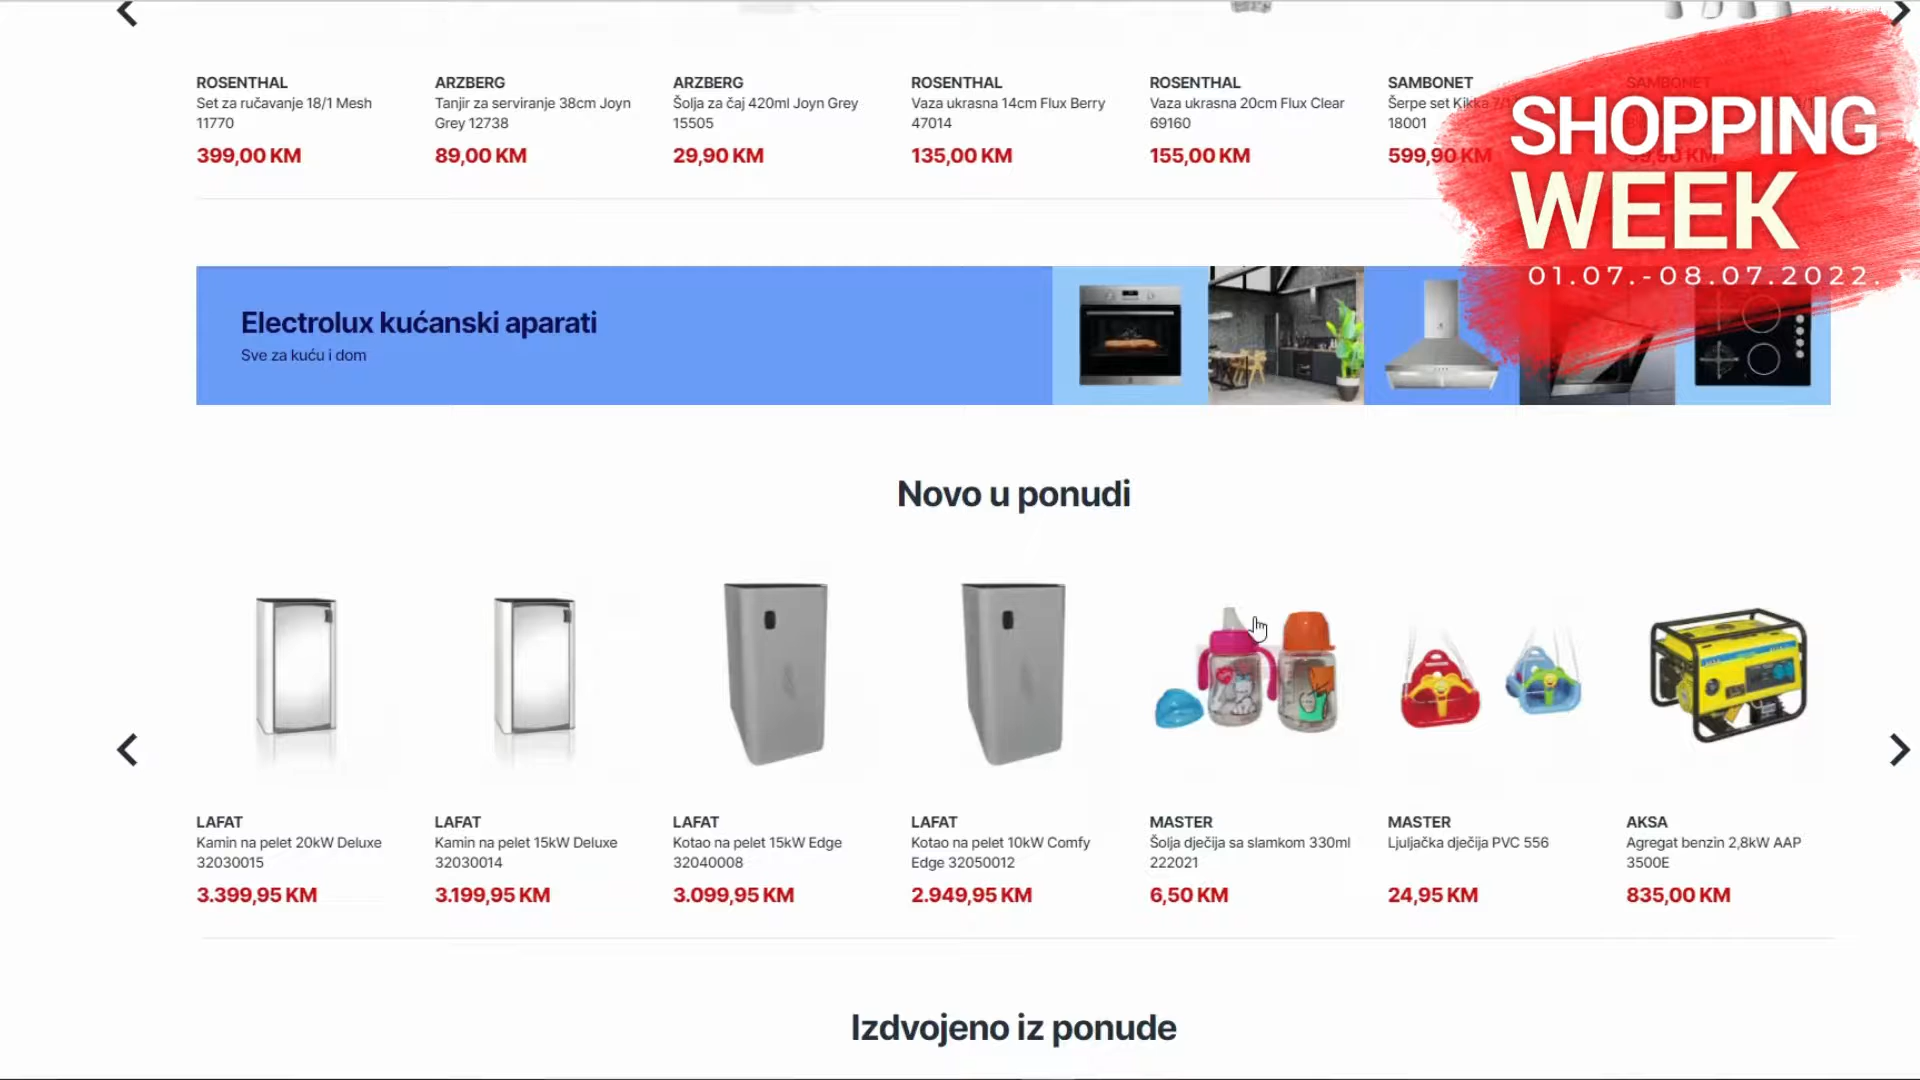 ROSENTHAL
Set za ručavanje 18/1 Mesh
11770
399,00 KM
ARZBERG
Tanjir za serviranje 38cm Joyn
Grey 12738
89,00 KM
ARZBERG
Šolja za čaj 420ml Joyn Grey
15505
29,90 KM
ROSENTHAL
Vaza ukrasna 14cm Flux Berry
47014
135,00 KM
ROSENTHAL
Vaza ukrasna 20cm Flux Clear
69160
155,00 KM
SAMBONET
Šerpe set Kikka
18001
599,90 KM
SAMBONET
SHOPPING
WEEK
01.07.-08.07.2022.
Electrolux kućanski aparati
Sve za kuću i dom
Novo u ponudi
LAFAT
Kamin na pelet 20kW Deluxe
32030015
3.399,95 KM
LAFAT
Kamin na pelet 15kW Deluxe
32030014
3.199,95 KM
LAFAT
Kotao na pelet 15kW Edge
32040008
3.099,95 KM
LAFAT
Kotao na pelet 10kW Comfy
Edge 32050012
2.949,95 KM
MASTER
Šolja dječija sa slamkom 330ml
222021
6,50 KM
MASTER
Ljuljačka dječija PVC 556
24,95 KM
AKSA
Agregat benzin 2,8kW AAP
3500E
835,00 KM
Izdvojeno iz ponude